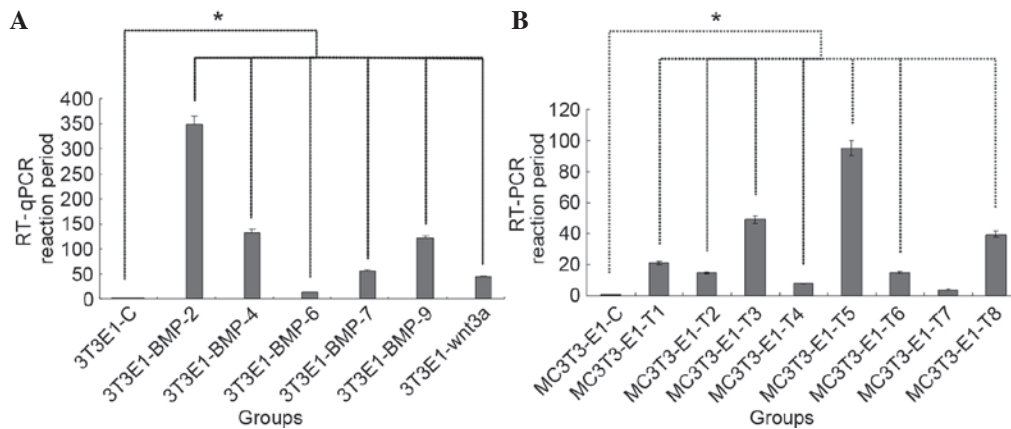 A
*
RT-qPCR
reaction period
400
350
300
250
200
150
100
50
0
3T3E1-C
3T3E1-BMP-2
3T3E1-BMP-4
3T3E1-BMP-6
3T3E1-BMP-7
3T3E1-BMP-9
3T3E1-wnt3a
Groups
B
*
RT-PCR
reaction period
120
100
80
60
40
20
0
MC3T3-E1-C
MC3T3-E1-T1
MC3T3-E1-T2
MC3T3-E1-T3
MC3T3-E1-T4
MC3T3-E1-T5
MC3T3-E1-T6
MC3T3-E1-T7
MC3T3-E1-T8
Groups